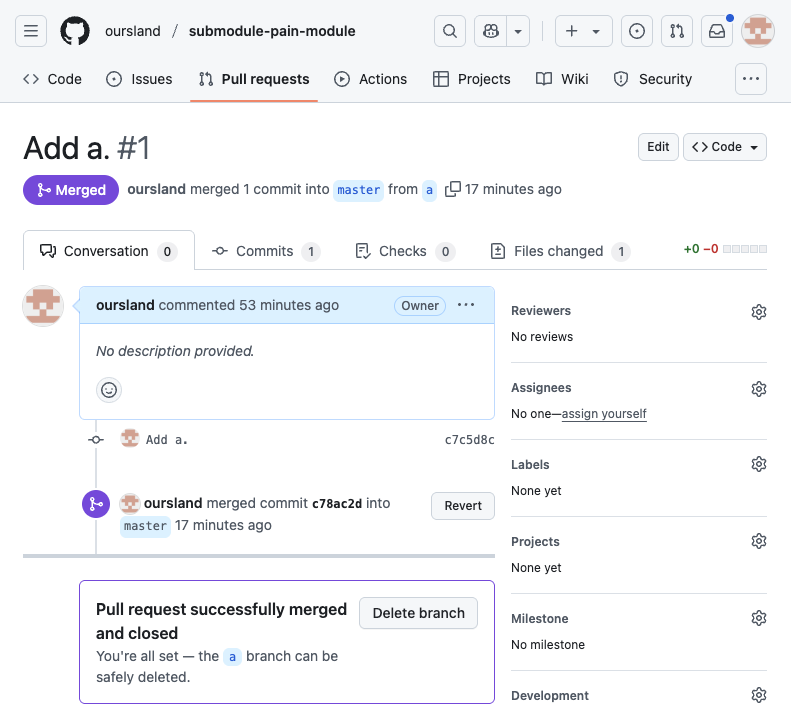 oursland / submodule-pain-module
Code Issues Pull requests Actions Projects Wiki Security
Add a. #1
Edit
Code
Merged
oursland merged 1 commit into master from a 17 minutes ago
Conversation 0
Commits 1
Checks 0
Files changed 1
+0 −0
oursland commented 53 minutes ago
Owner
No description provided.
Add a.
c7c5d8c
oursland merged commit c78ac2d into
master 17 minutes ago
Revert
Pull request successfully merged
and closed
You're all set — the a branch can be
safely deleted.
Delete branch
Reviewers
No reviews
Assignees
No one—assign yourself
Labels
None yet
Projects
None yet
Milestone
No milestone
Development